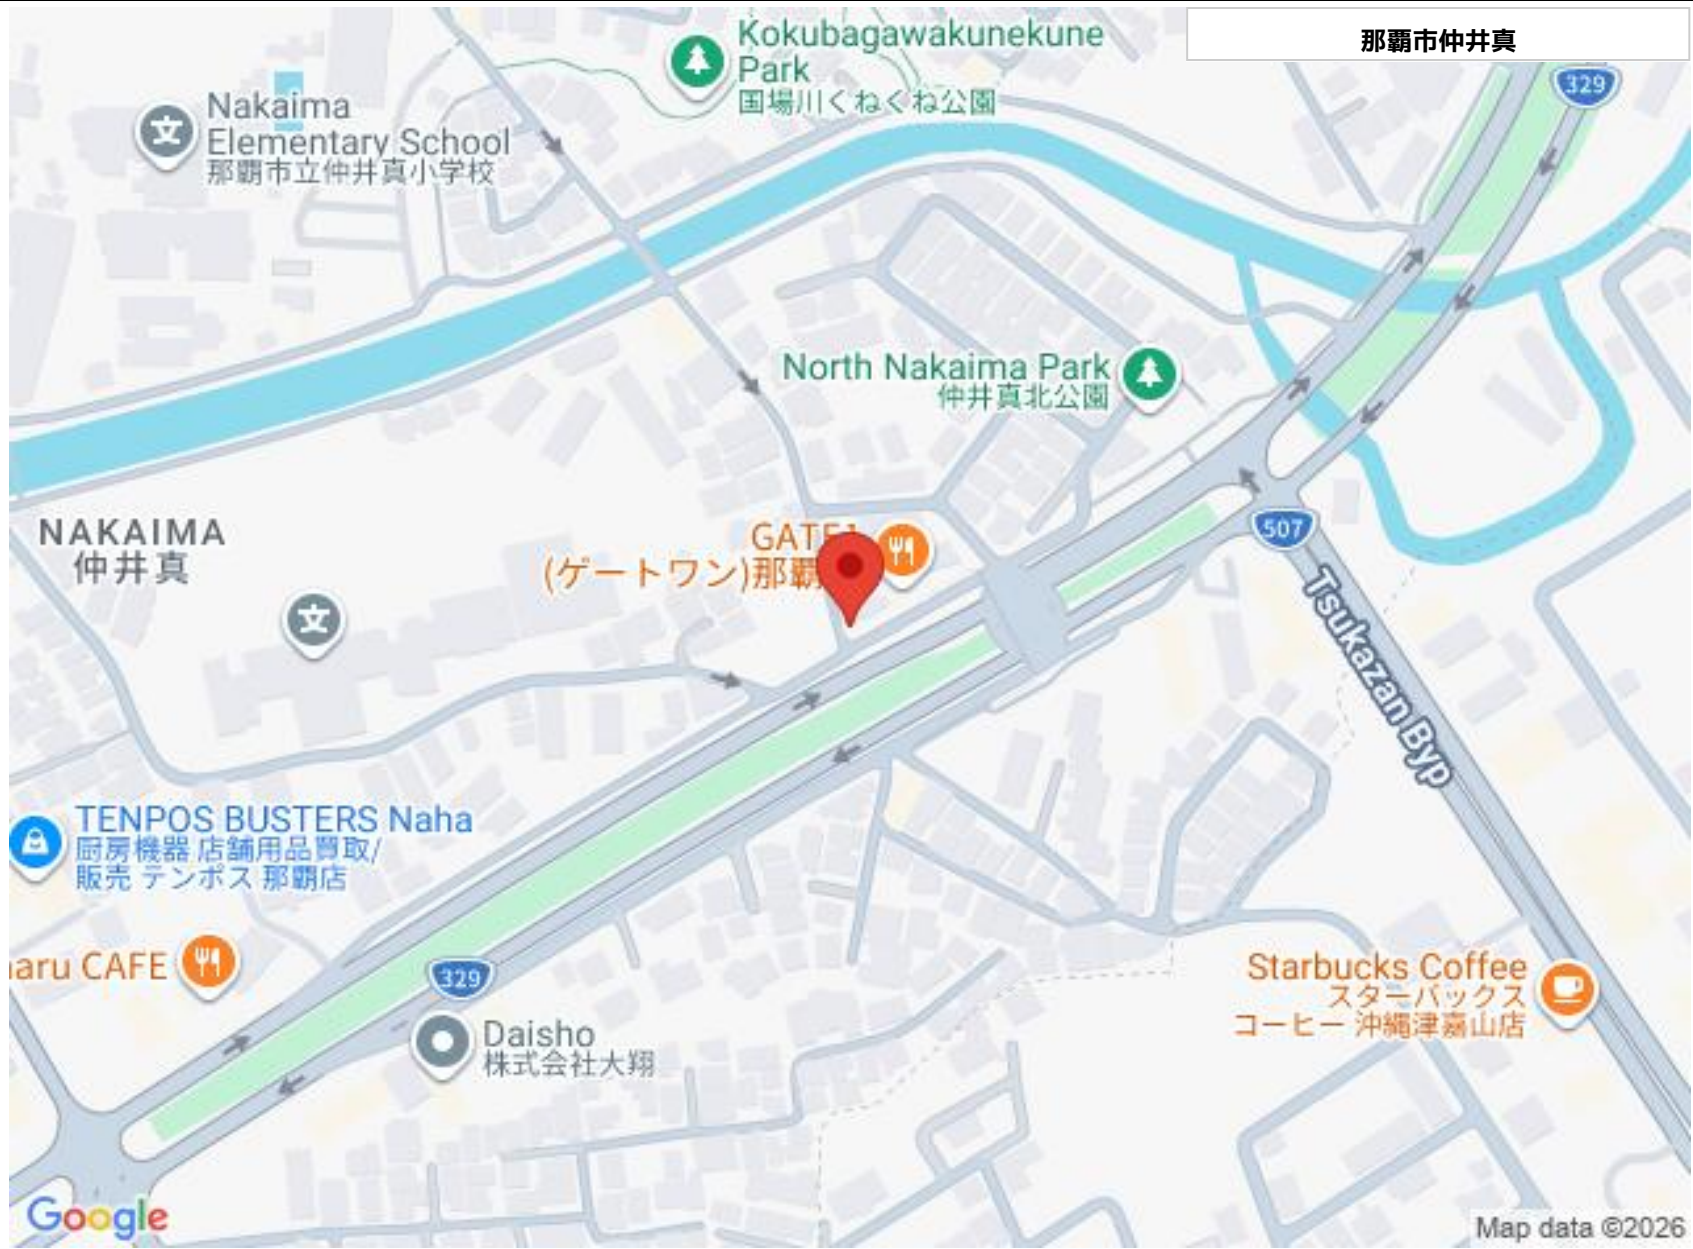 那覇市仲井真
Kokubagawakunekune
Park
国場川くねくね公園
329
Nakaima
Elementary School
那覇市立仲井真小学校
文
North Nakaima Park
仲井真北公園
NAKAIMA
仲井真
文
GATE1
(ゲートワン)那覇
507
Tsukazan Byp
TENPOS BUSTERS Naha
厨房機器 店舗用品買取/
販売 テンポス 那覇店
aru CAFE
329
Daisho
株式会社大翔
Starbucks Coffee
スターバックス
コーヒー 沖縄津嘉山店
Google
Map data ©2026